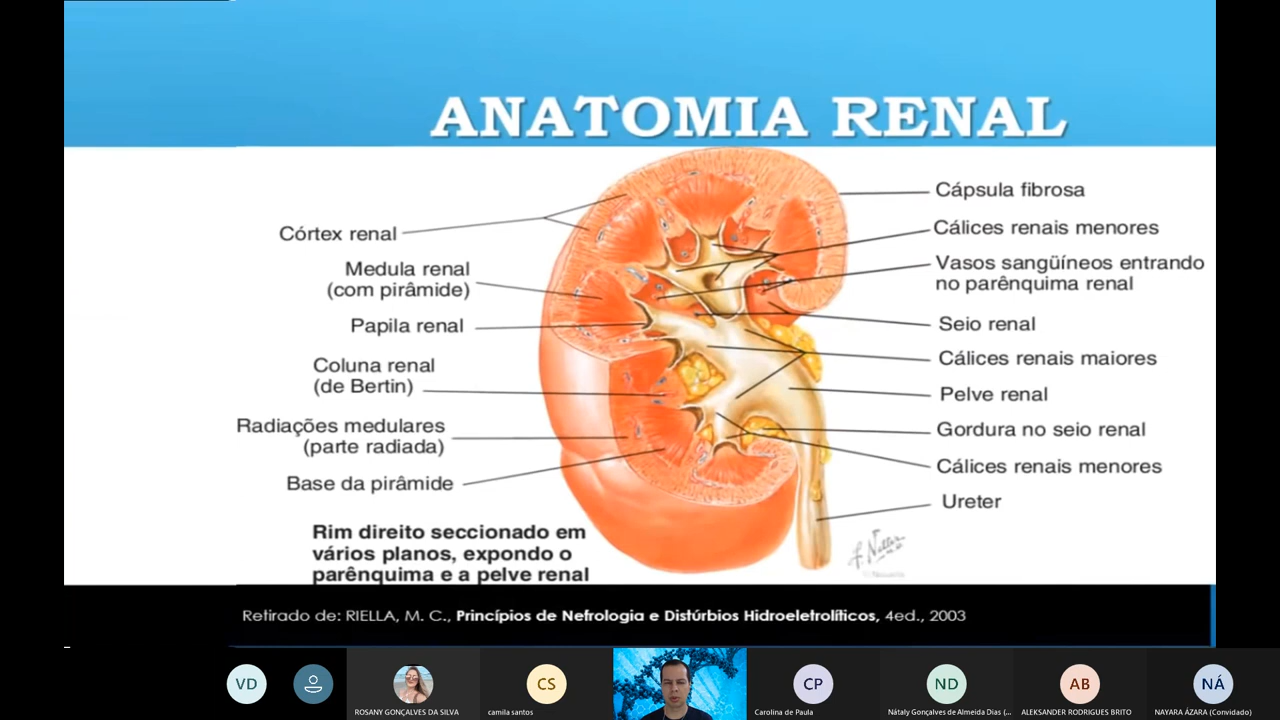 ANATOMIA RENAL
Córtex renal
Medula renal
(com pirâmide)
Papila renal
Coluna renal
(de Bertin)
Radiações medulares
(parte radiada)
Base da pirâmide
Cápsula fibrosa
Cálices renais menores
Vasos sangüíneos entrando
no parênquima renal
Seio renal
Cálices renais maiores
Pelve renal
Gordura no seio renal
Cálices renais menores
Ureter
Rim direito seccionado em
vários planos, expondo o
parênquima e a pelve renal
Retirado de: RIELLA, M. C., Princípios de Nefrologia e Distúrbios Hidroeletrolíticos, 4ed., 2003
VD
CS
CP
ND
AB
NÁ
ROSANY GONÇALVES DA SILVA
camila santos
Carolina de Paula
Nátaly Gonçalves de Almeida Dias (...
ALEKSANDER RODRIGUES BRITO
NAYARA ÁZARA (Convidado)